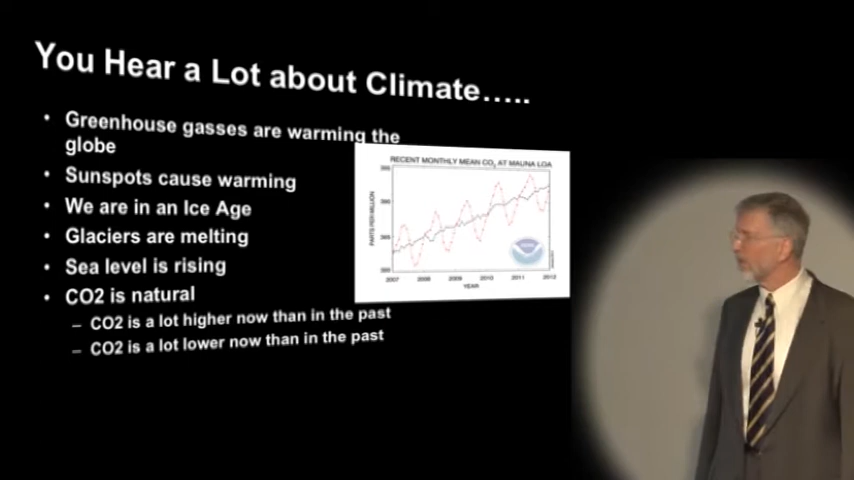 You Hear a Lot about Climate…..
• Greenhouse gasses are warming the
globe
• Sunspots cause warming
• We are in an Ice Age
• Glaciers are melting
• Sea level is rising
• CO2 is natural
– CO2 is a lot higher now than in the past
– CO2 is a lot lower now than in the past
RECENT MONTHLY MEAN CO2 AT MAUNA LOA
PARTS PER MILLION
2007 2008 2009 2010 2011 2012
YEAR